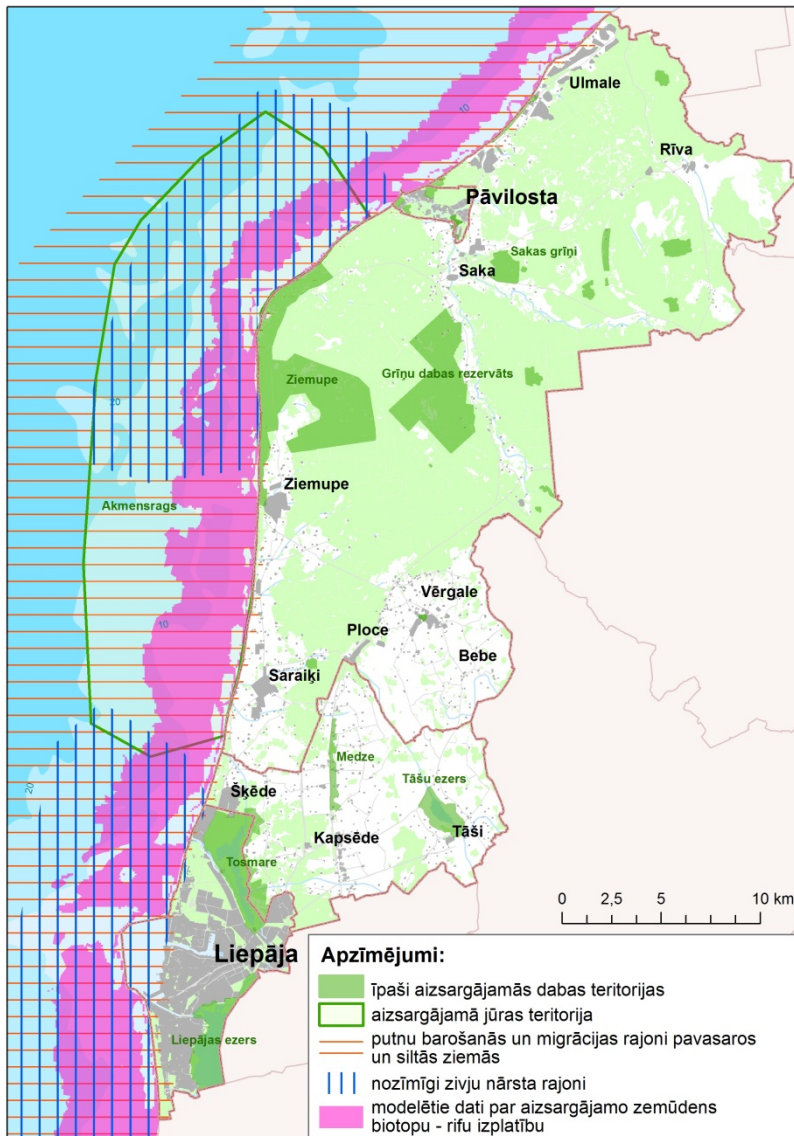 Ulmale
10
Rīva
Pāvilosta
Sakas grīņi
Saka
Ziemupe
Grīņu dabas rezervāts
20
Ziemupe
Akmensrags
Vērgale
10
Ploce
Bebe
Saraiķi
Medze
20
Tāšu ezers
Šķēde
Kapsēde
Tāši
Tosmare
0 2,5 5 10 km
Liepāja
Liepājas ezers
Apzīmējumi:
īpaši aizsargājamās dabas teritorijas
aizsargājamā jūras teritorija
putnu barošanās un migrācijas rajoni pavasaros
un siltās ziemās
nozīmīgi zivju nārsta rajoni
modelētie dati par aizsargājamo zemūdens
biotopu - rifu izplatību